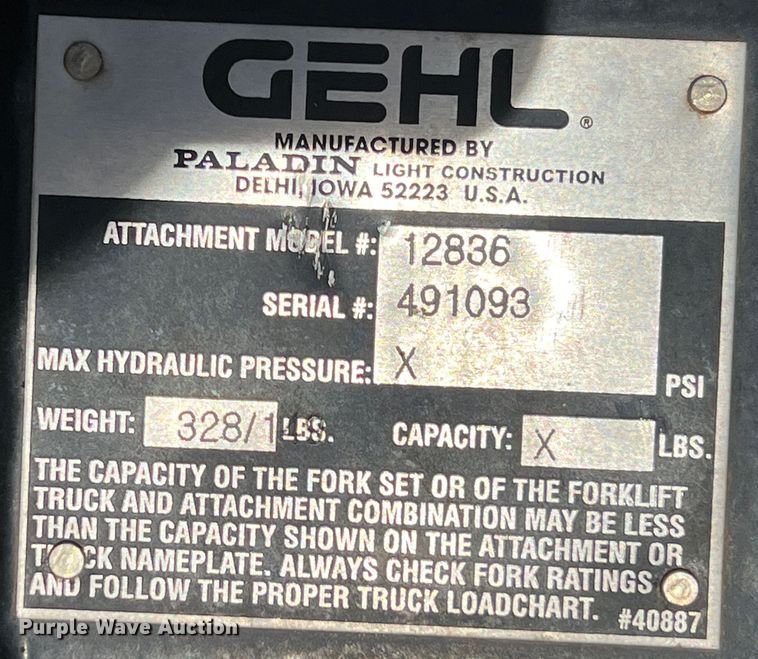 GEHL®
MANUFACTURED BY
PALADIN LIGHT CONSTRUCTION
DELHI, IOWA 52223 U.S.A.
ATTACHMENT MODEL #: 12836
SERIAL #: 491093
MAX HYDRAULIC PRESSURE: X PSI
WEIGHT: LBS. CAPACITY: X LBS.
THE CAPACITY OF THE FORK SET OR OF THE FORKLIFT
TRUCK AND ATTACHMENT COMBINATION MAY BE LESS
THAN THE CAPACITY SHOWN ON THE ATTACHMENT OR
TRUCK NAMEPLATE. ALWAYS CHECK FORK RATINGS
AND FOLLOW THE PROPER TRUCK LOADCHART. #40887
Purple Wave Auction